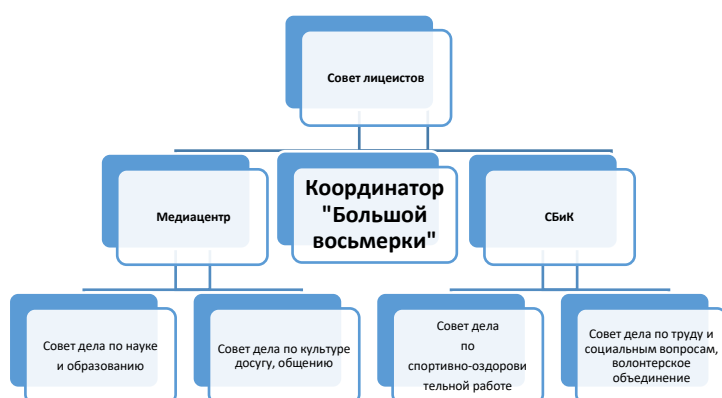 Совет лицеистов
Медиацентр
Координатор
"Большой
восьмерки"
СБиК
Совет дела по науке
и образованию
Совет дела по культуре
досугу, общению
Совет дела
по
спортивно-оздорови
тельной работе
Совет дела по труду и
социальным вопросам,
волонтерское
объединение